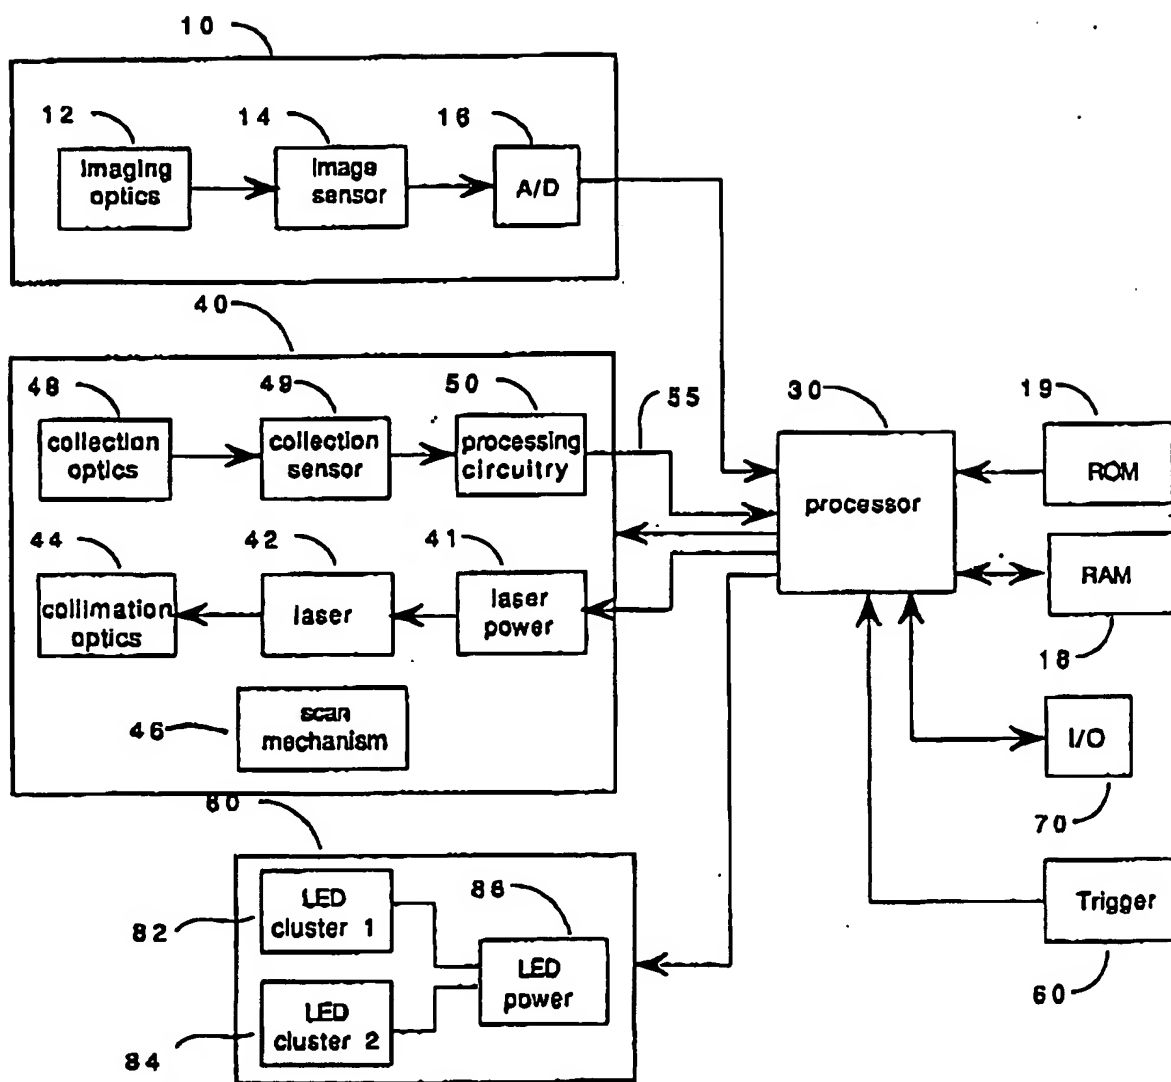 10
12
14
16
imaging
optics
image
sensor
A/D
40
48
49
50
55
30
19
collection
optics
collection
sensor
processing
circuitry
processor
ROM
44
42
41
collimation
optics
laser
laser
power
RAM
18
46
scan
mechanism
I/O
70
80
82
LED
cluster 1
86
LED
power
Trigger
60
84
LED
cluster 2